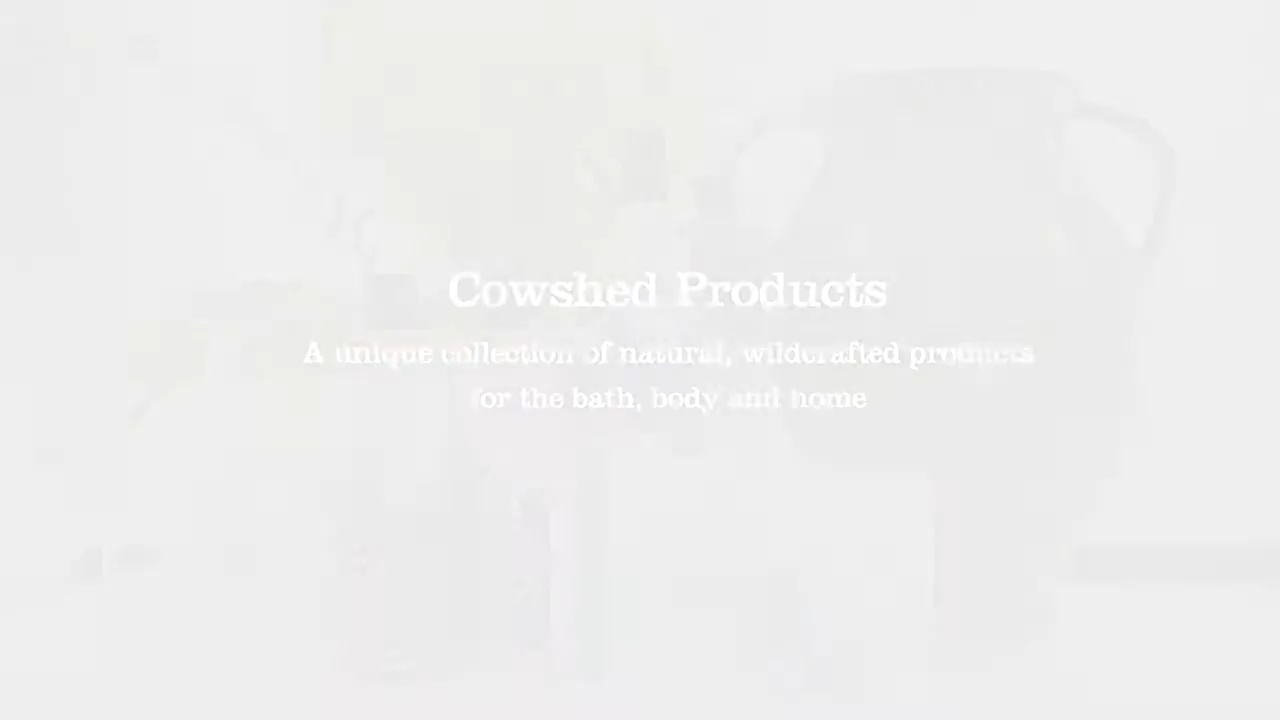 Cowshed Products
A unique collection of natural, wildcrafted products
for the bath, body and home